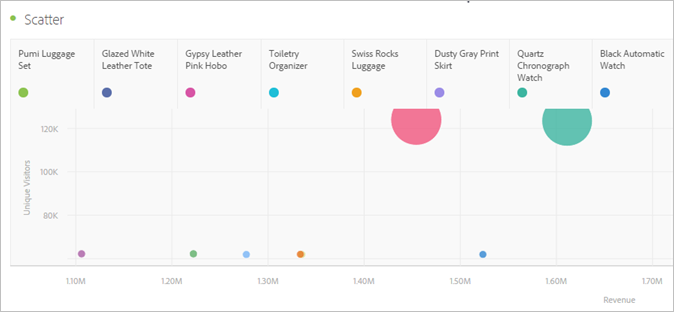 Scatter
Pumi Luggage
Set
Glazed White
Leather Tote
Gypsy Leather
Pink Hobo
Toiletry
Organizer
Swiss Rocks
Luggage
Dusty Gray Print
Skirt
Quartz
Chronograph
Watch
Black Automatic
Watch
120K
100K
80K
Unique Visitors
1.10M
1.20M
1.30M
1.40M
1.50M
1.60M
1.70M
Revenue